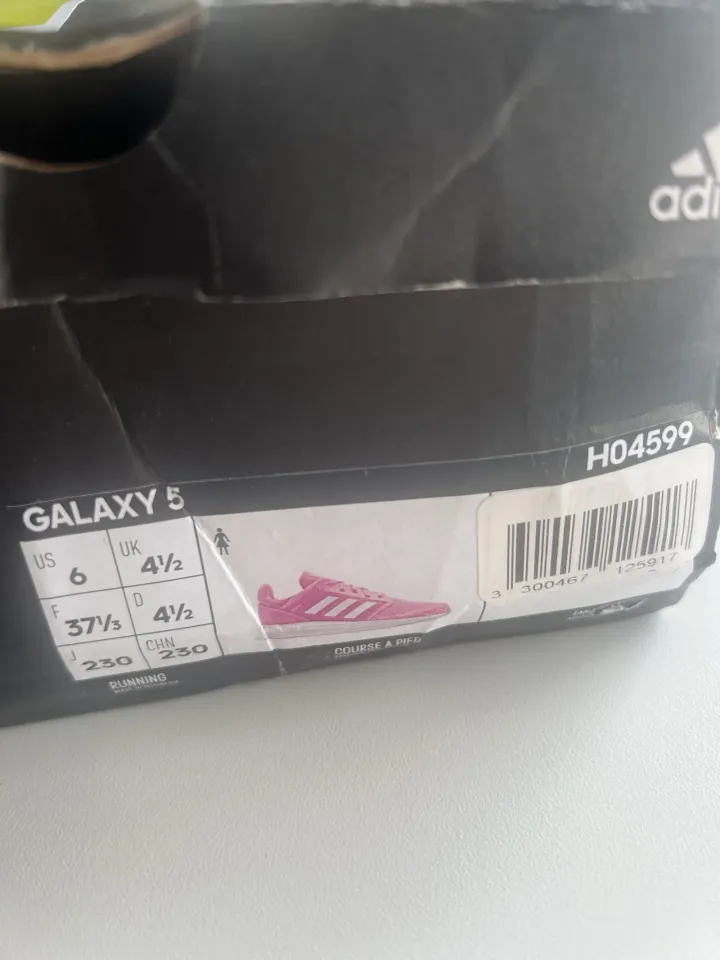 adi
H04599
GALAXY 5
US 6 UK 4½
F 37⅓ D 4½
J 230 CHN 230
3 300467 125917
COURSE A PIED
RUNNING